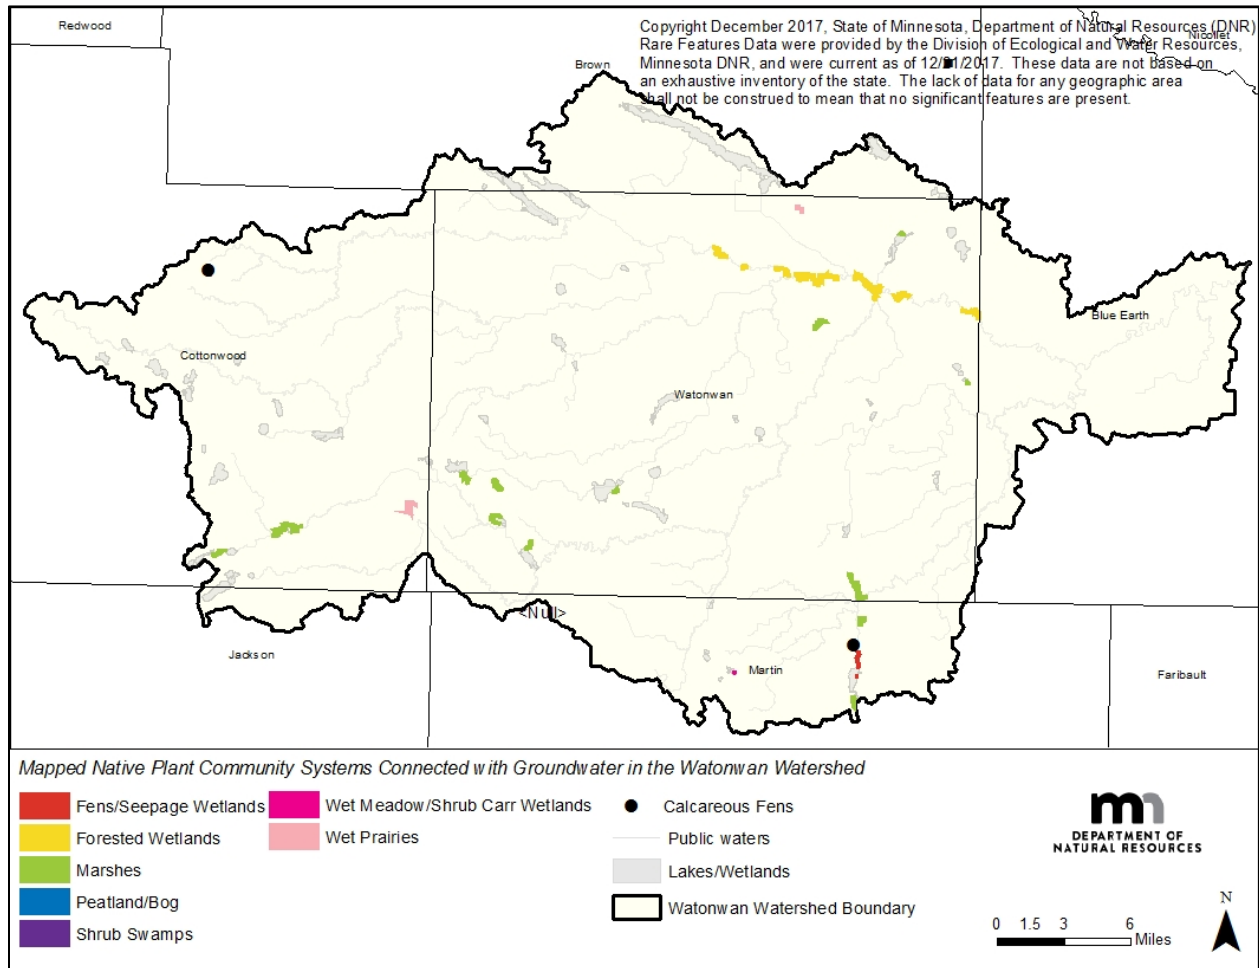 Redwood
Copyright December 2017, State of Minnesota, Department of Natural Resources (DNR)
Nicollet
Rare Features Data were provided by the Division of Ecological and Water Resources,
Brown
Minnesota DNR, and were current as of 12/21/2017. These data are not based on
an exhaustive inventory of the state. The lack of data for any geographic area
shall not be construed to mean that no significant features are present.
Blue Earth
Cottonwood
Watonwan
<Null>
Jackson
Martin
Faribault
Mapped Native Plant Community Systems Connected with Groundwater in the Watonwan Watershed
Fens/Seepage Wetlands
Forested Wetlands
Marshes
Peatland/Bog
Shrub Swamps
Wet Meadow/Shrub Carr Wetlands
Wet Prairies
Calcareous Fens
Public waters
Lakes/Wetlands
Watonwan Watershed Boundary
mn
DEPARTMENT OF
NATURAL RESOURCES
N
0 1.5 3 6
Miles